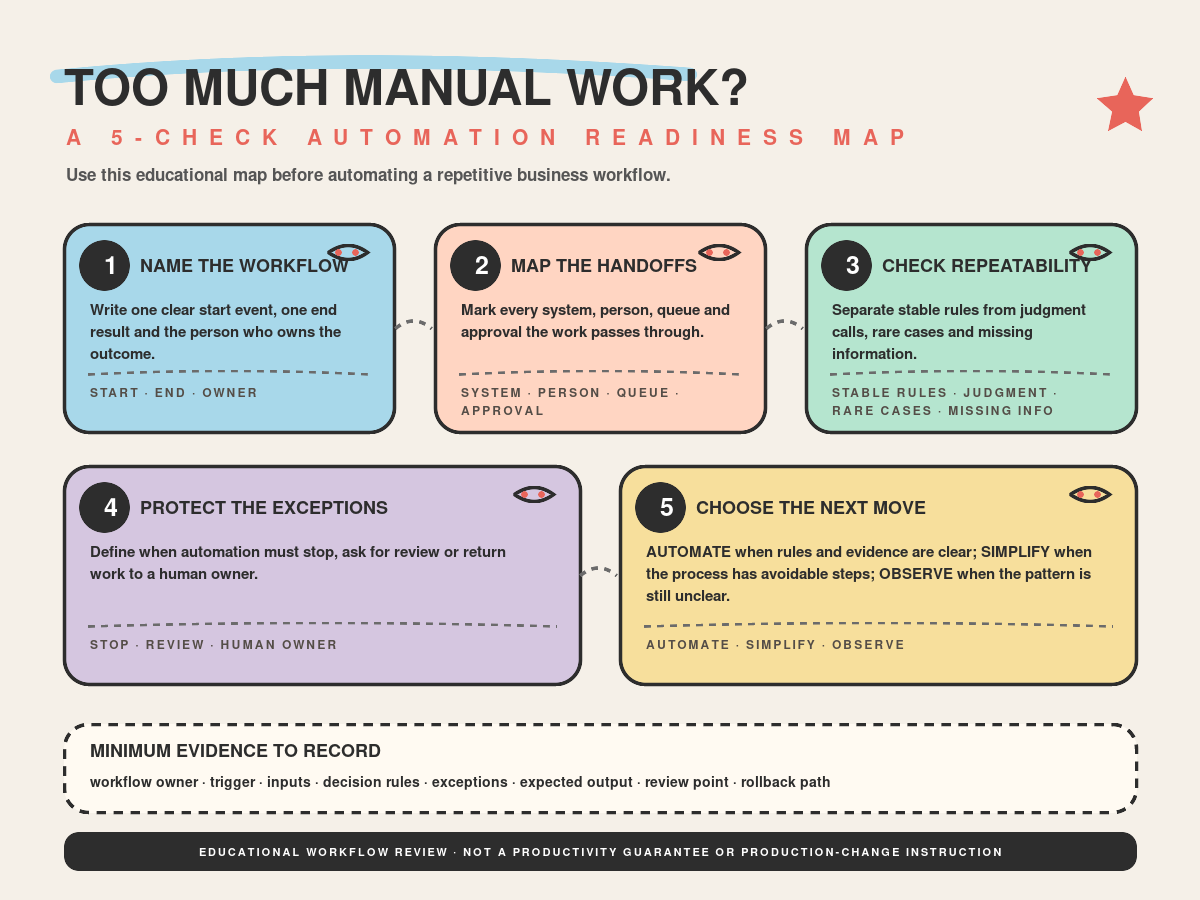 TOO MUCH MANUAL WORK?
A 5-CHECK AUTOMATION READINESS MAP
Use this educational map before automating a repetitive business workflow.
1 NAME THE WORKFLOW
Write one clear start event, one end
result and the person who owns the
outcome.
START · END · OWNER
2 MAP THE HANDOFFS
Mark every system, person, queue and
approval the work passes through.
SYSTEM · PERSON · QUEUE ·
APPROVAL
3 CHECK REPEATABILITY
Separate stable rules from judgment
calls, rare cases and missing
information.
STABLE RULES · JUDGMENT ·
RARE CASES · MISSING INFO
4 PROTECT THE EXCEPTIONS
Define when automation must stop, ask for review or return
work to a human owner.
STOP · REVIEW · HUMAN OWNER
5 CHOOSE THE NEXT MOVE
AUTOMATE when rules and evidence are clear; SIMPLIFY when
the process has avoidable steps; OBSERVE when the pattern is
still unclear.
AUTOMATE · SIMPLIFY · OBSERVE
MINIMUM EVIDENCE TO RECORD
workflow owner · trigger · inputs · decision rules · exceptions · expected output · review point · rollback path
EDUCATIONAL WORKFLOW REVIEW · NOT A PRODUCTIVITY GUARANTEE OR PRODUCTION-CHANGE INSTRUCTION